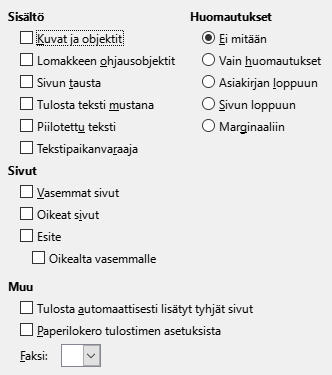 Sisältö
Kuvat ja objektit
Lomakkeen ohjausobjektit
Sivun tausta
Tulosta teksti mustana
Piilotettu teksti
Tekstipaikanvaraaja
Huomautukset
Ei mitään
Vain huomautukset
Asiakirjan loppuun
Sivun loppuun
Marginaaliin
Sivut
Vasemmat sivut
Oikeat sivut
Esite
Oikealta vasemmalle
Muu
Tulosta automaattisesti lisätyt tyhjät sivut
Paperilokero tulostimen asetuksista
Faksi: